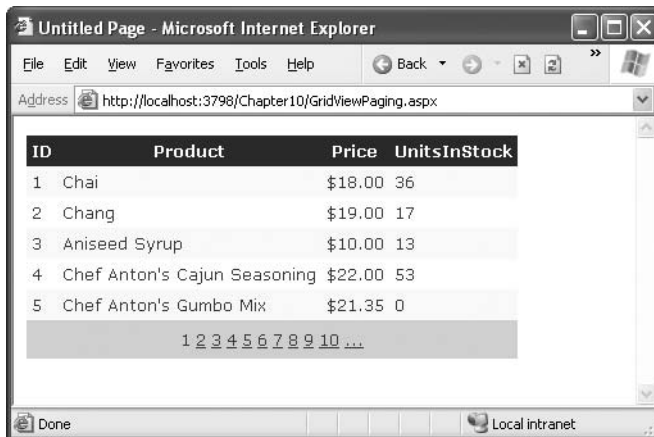 Untitled Page - Microsoft Internet Explorer
File Edit View Favorites Tools Help Back »
Address http://localhost:3798/Chapter10/GridViewPaging.aspx
ID Product Price UnitsInStock
1 Chai $18.00 36
2 Chang $19.00 17
3 Aniseed Syrup $10.00 13
4 Chef Anton's Cajun Seasoning $22.00 53
5 Chef Anton's Gumbo Mix $21.35 0
1 2 3 4 5 6 7 8 9 10 ...
Done Local intranet